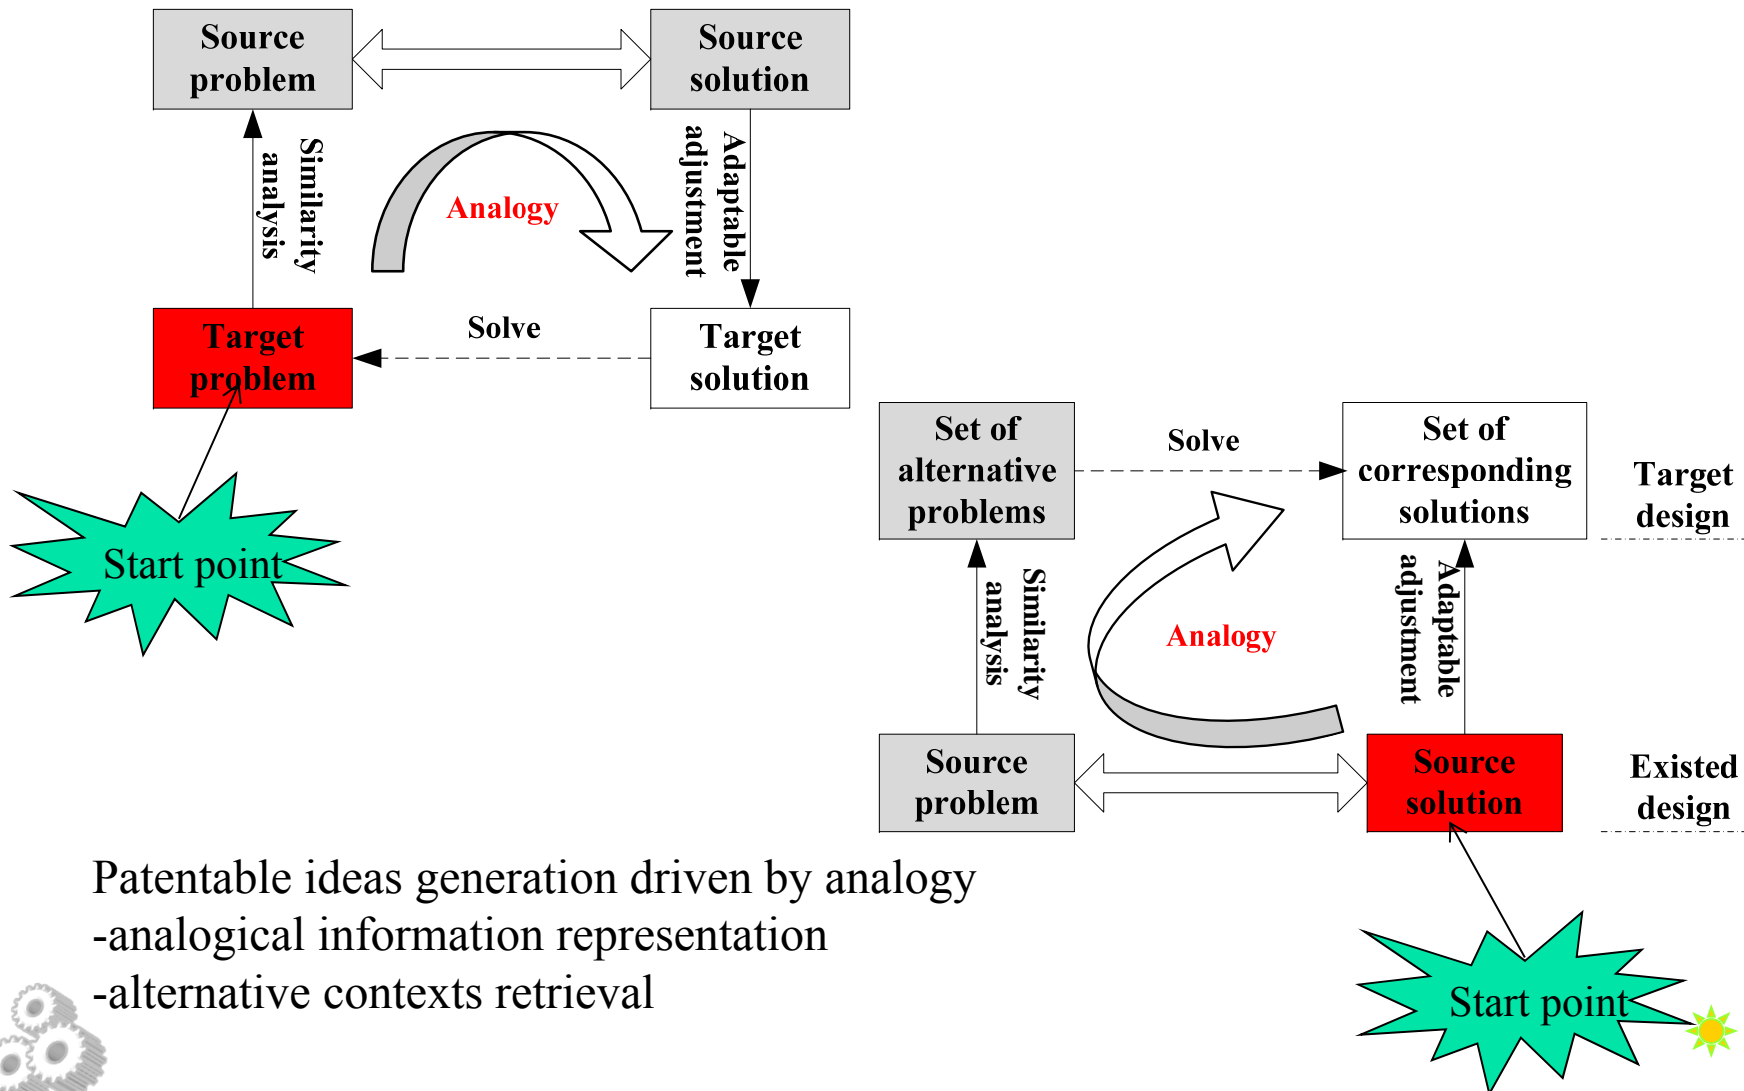 Source
problem
Source
solution
Similarity
analysis
Analogy
Adaptable
adjustment
Target
problem
Solve
Target
solution
Start point
Set of
alternative
problems
Solve
Set of
corresponding
solutions
Target
design
Similarity
analysis
Analogy
Adaptable
adjustment
Source
problem
Source
solution
Existed
design
Start point
Patentable ideas generation driven by analogy
-analogical information representation
-alternative contexts retrieval